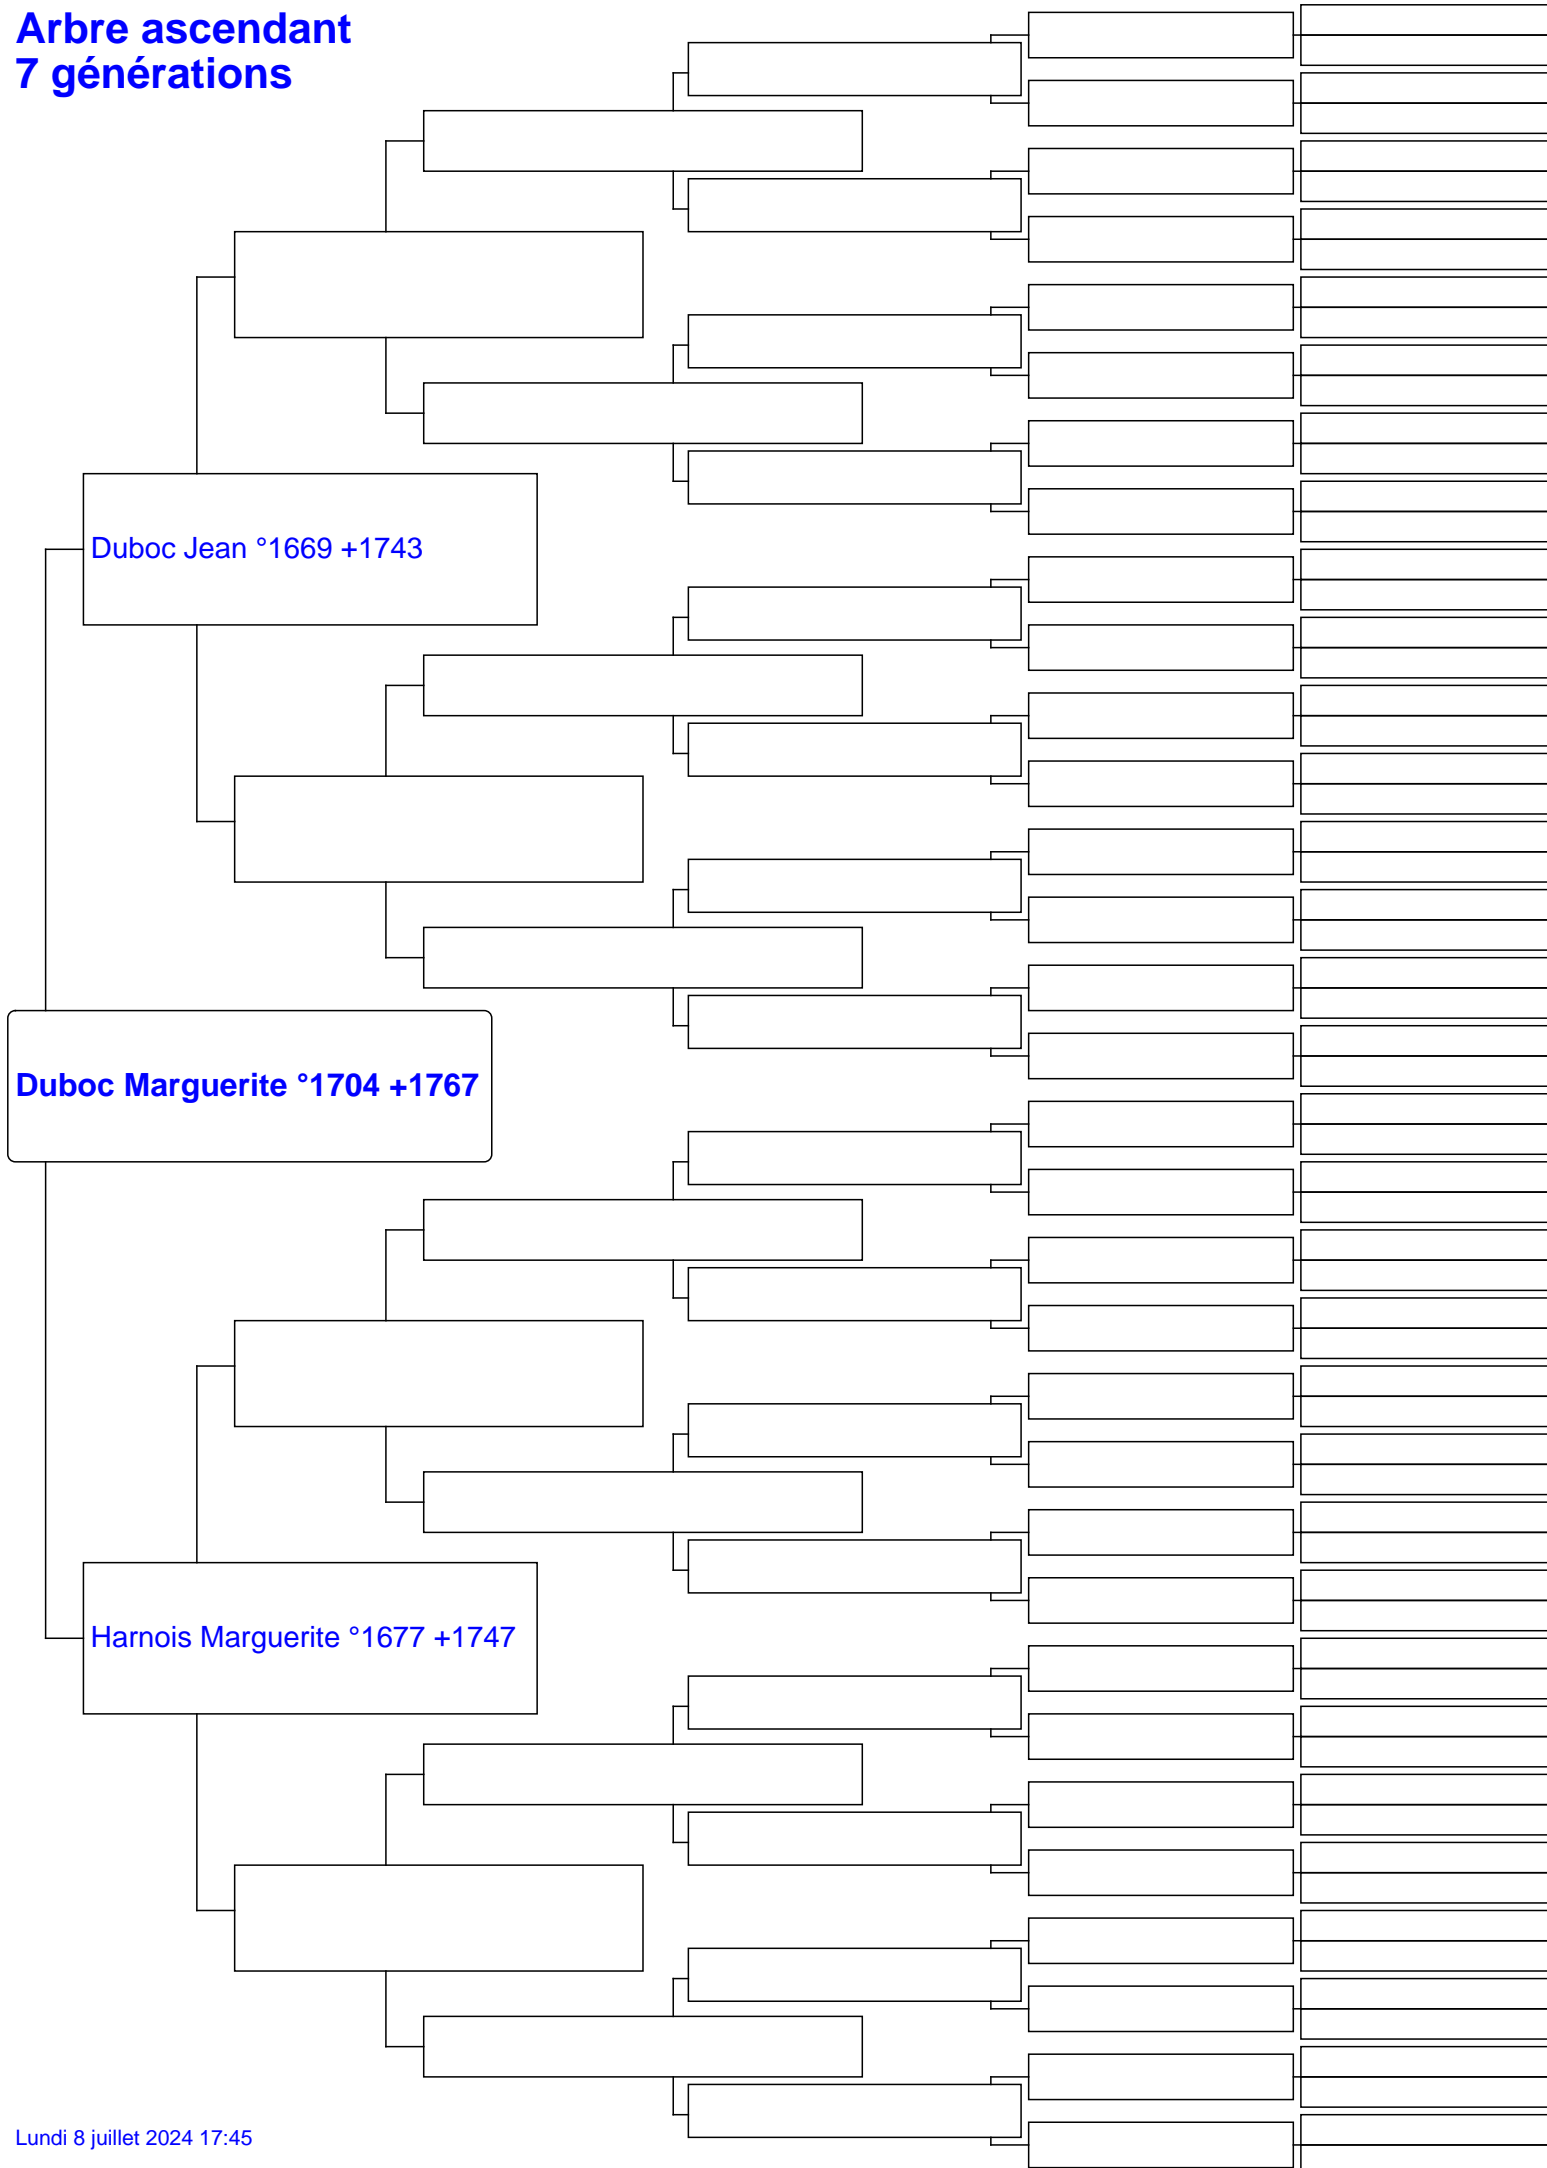 Arbre ascendant
7 générations
Duboc Jean °1669 +1743
Duboc Marguerite °1704 +1767
Harnois Marguerite °1677 +1747
Lundi 8 juillet 2024 17:45